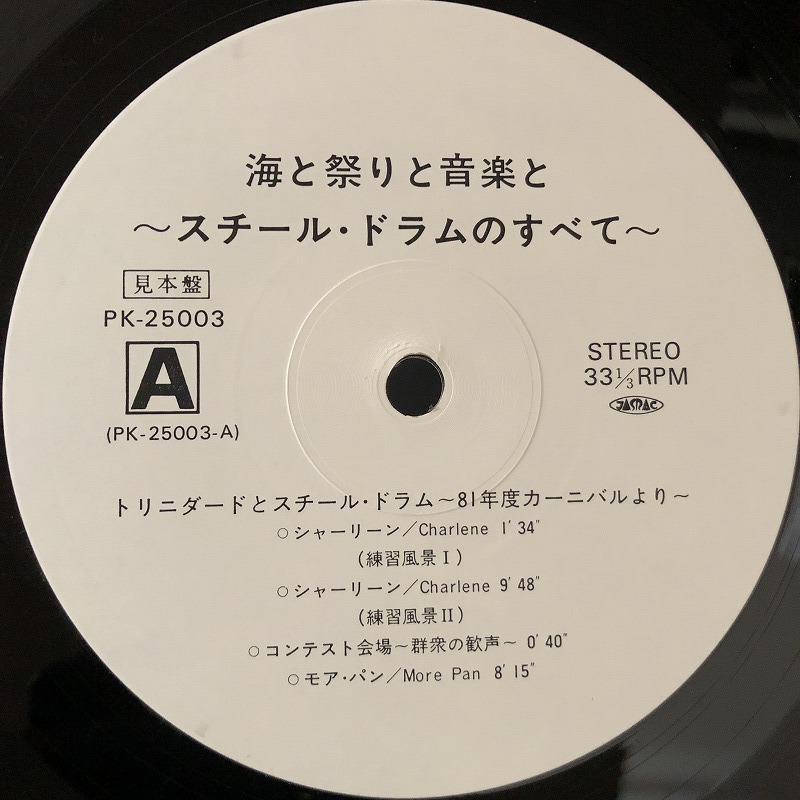 海と祭りと音楽と
〜スチール・ドラムのすべて〜
見本盤
PK-25003
A
(PK-25003-A)
STEREO
33 1/3 RPM
JASRAC
トリニダードとスチール・ドラム〜81年度カーニバルより〜
○シャーリーン/Charlene 1' 34"
(練習風景I)
○シャーリーン/Charlene 9' 48"
(練習風景II)
○コンテスト会場〜群衆の歓声〜 0' 40"
○モア・パン/More Pan 8' 15"